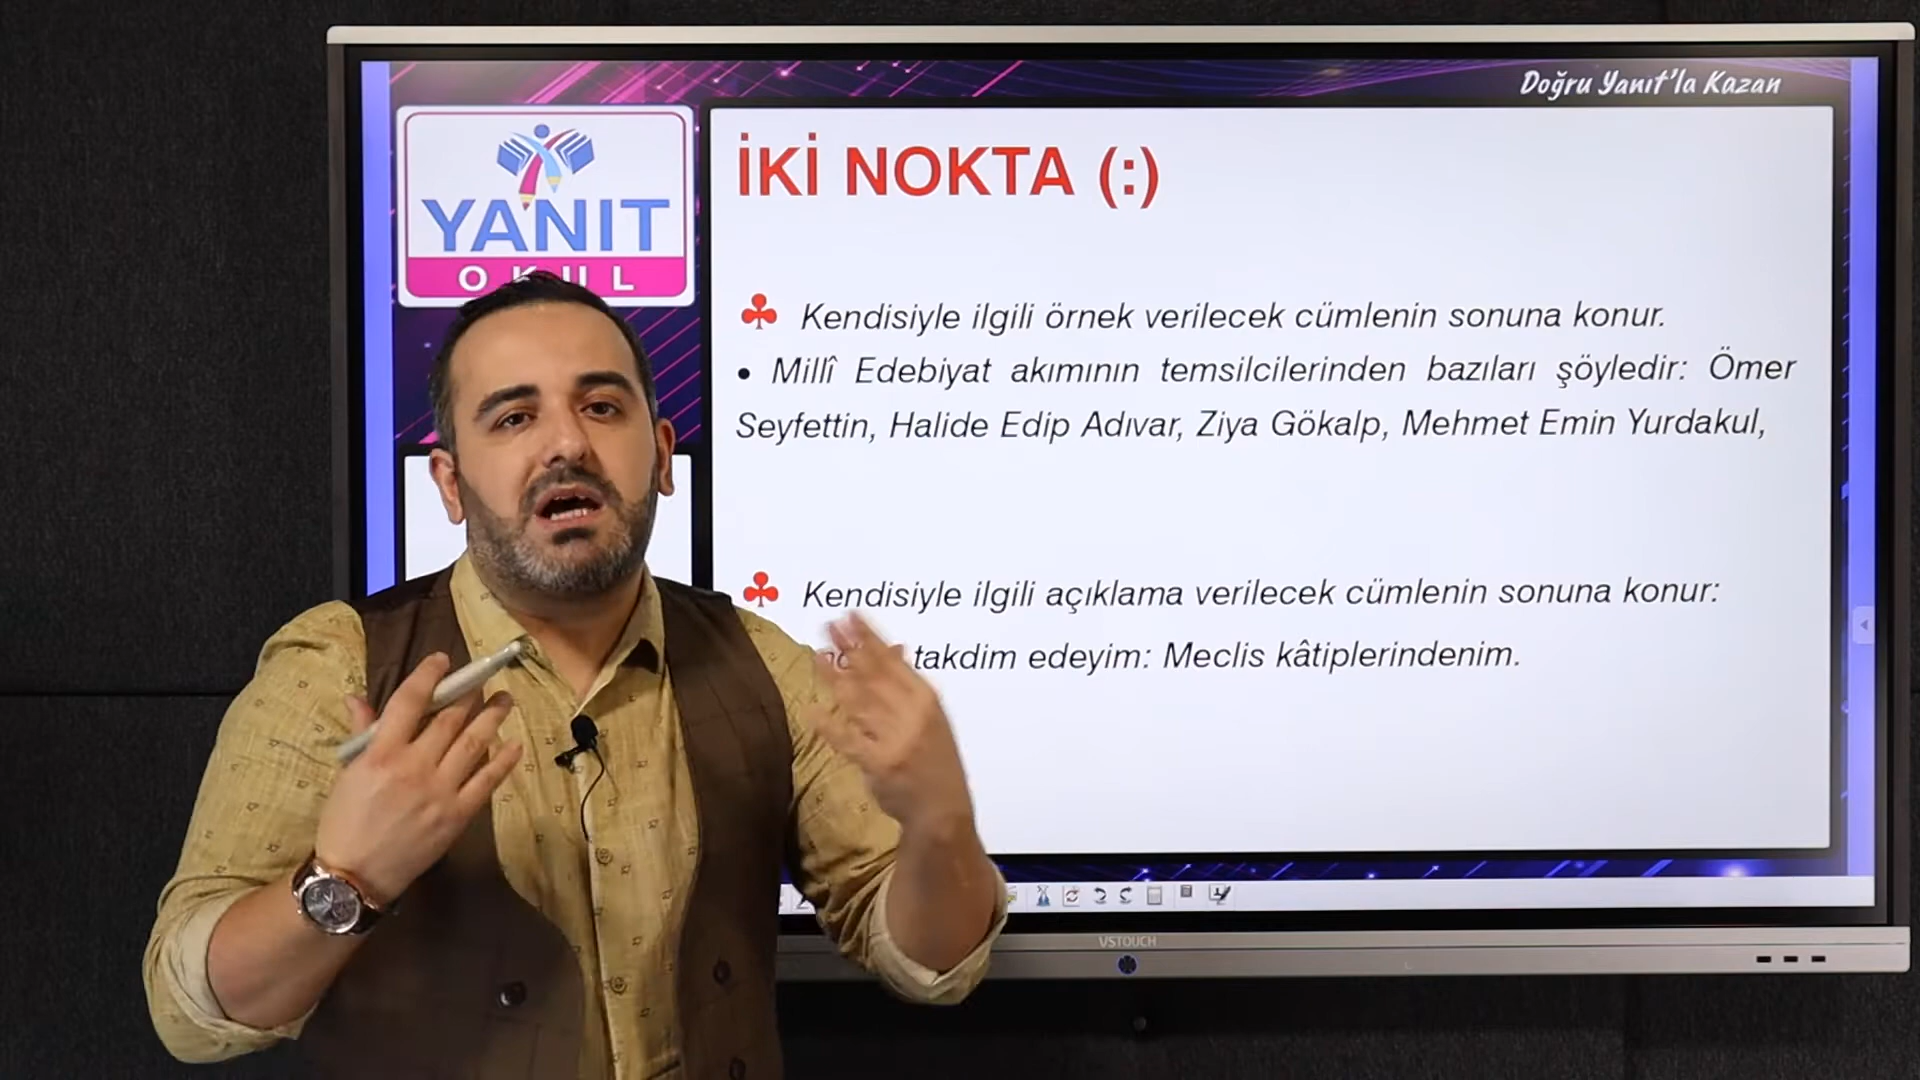 Doğru Yanıt'la Kazan
YANIT
OKUL
İKİ NOKTA (:)
Kendisiyle ilgili örnek verilecek cümlenin sonuna konur.
• Millî Edebiyat akımının temsilcilerinden bazıları şöyledir: Ömer
Seyfettin, Halide Edip Adıvar, Ziya Gökalp, Mehmet Emin Yurdakul,
Kendisiyle ilgili açıklama verilecek cümlenin sonuna konur:
takdim edeyim: Meclis kâtiplerindenim.
VSTOUCH